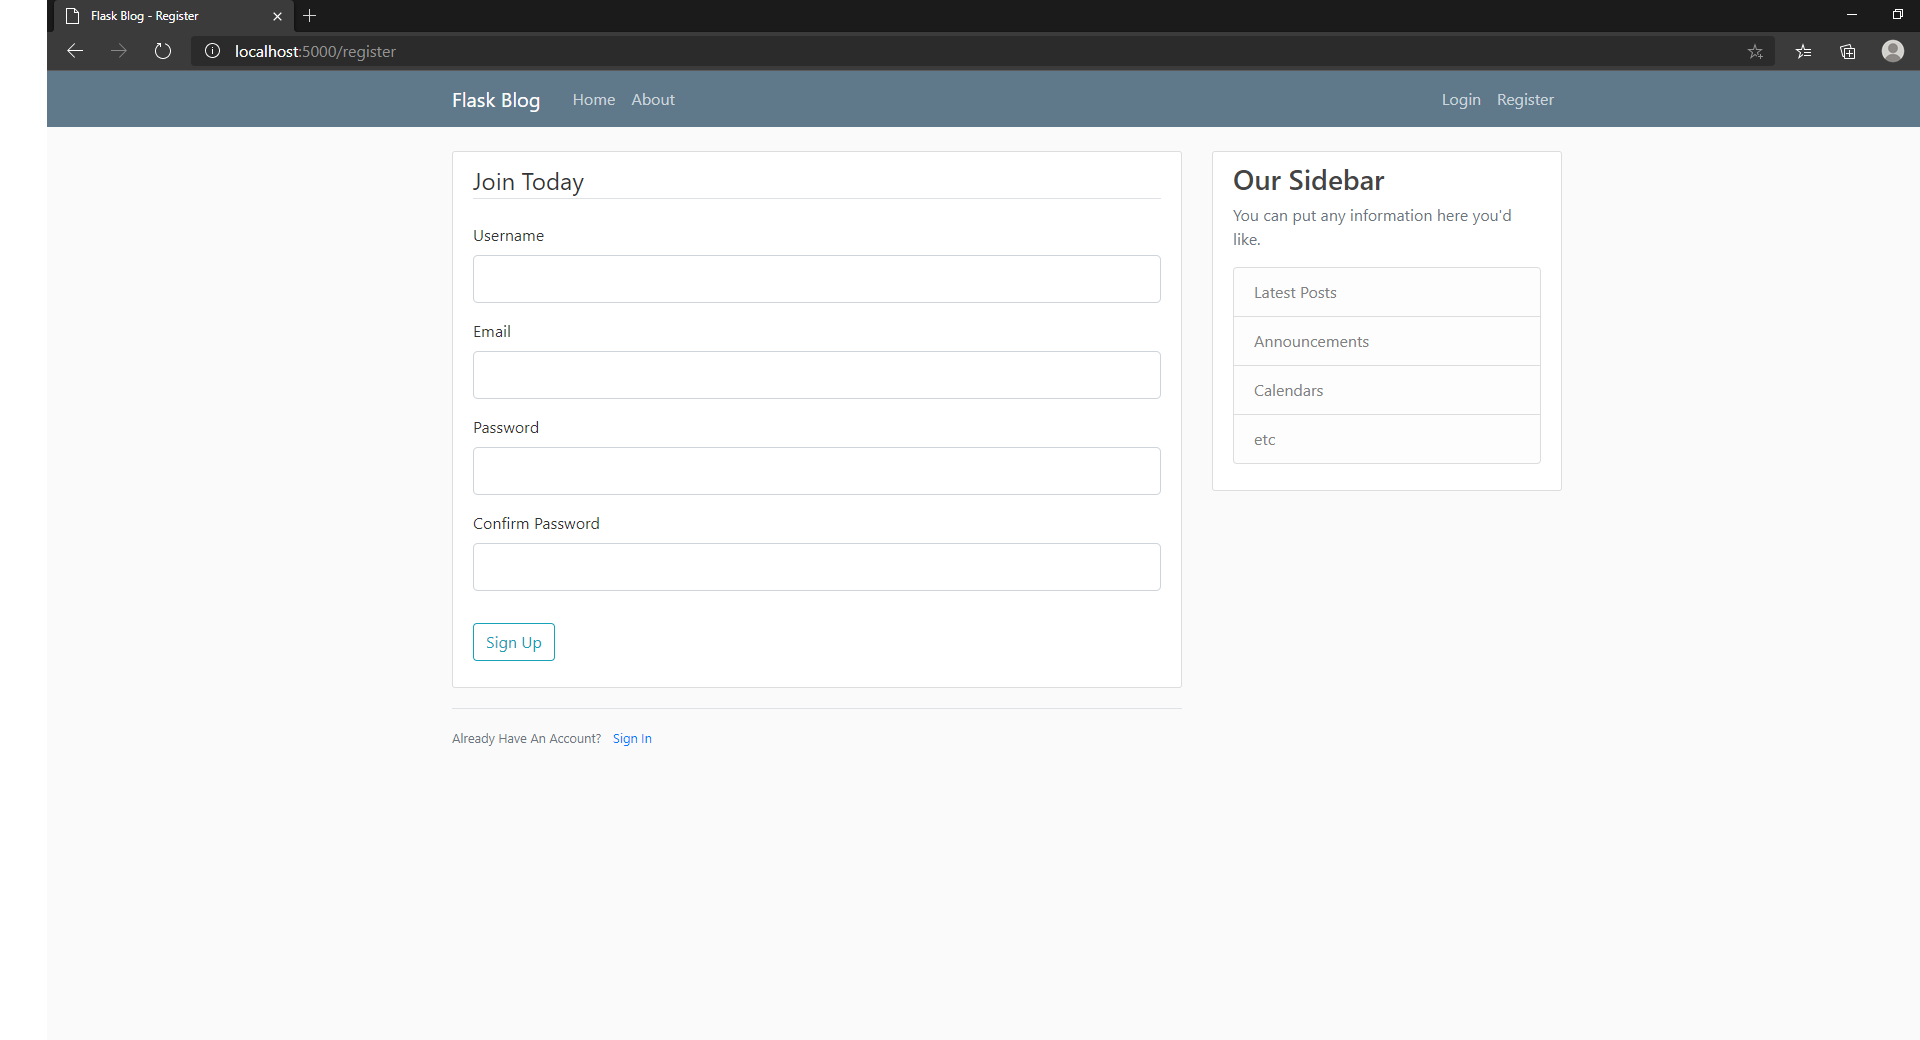 Flask Blog - Register
localhost:5000/register
Flask Blog Home About Login Register
Join Today
Username
Email
Password
Confirm Password
Sign Up
Already Have An Account? Sign In
Our Sidebar
You can put any information here you'd
like.
Latest Posts
Announcements
Calendars
etc